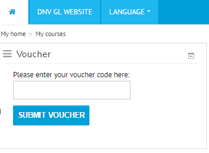 DNV GL WEBSITE LANGUAGE
My home > My courses
Voucher
Please enter your voucher code here:
SUBMIT VOUCHER